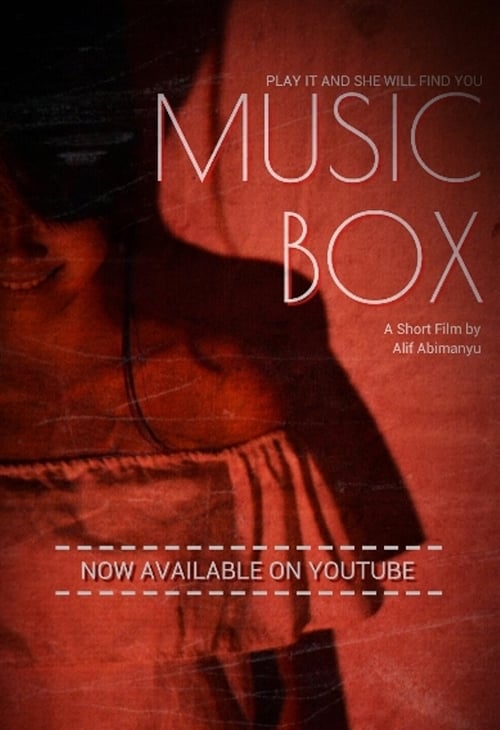 PLAY IT AND SHE WILL FIND YOU
MUSIC
BOX
A Short Film by
Alif Abimanyu
NOW AVAILABLE ON YOUTUBE